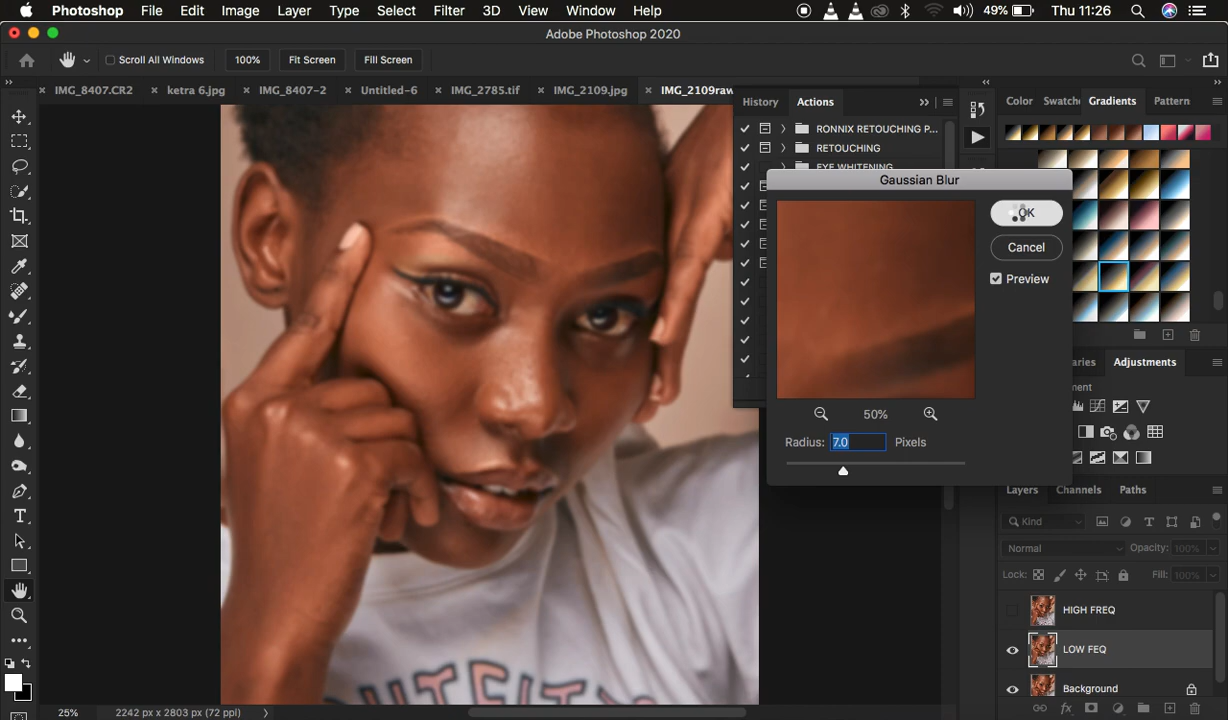 Photoshop File Edit Image Layer Type Select Filter 3D View Window Help 49% Thu 11:26
Adobe Photoshop 2020
Scroll All Windows 100% Fit Screen Fill Screen
IMG_8407.CR2 ketra 6.jpg IMG_8407-2 Untitled-6 IMG_2785.tif IMG_2109.jpg IMG_2109raw
History Actions
Color Swatch Gradients Pattern
RONNIX RETOUCHING P...
RETOUCHING
EYE WHITENING
Gaussian Blur
OK
Cancel
Preview
50%
Radius: 7.0 Pixels
Adjustments
Layers Channels Paths
Kind
Normal Opacity: 100%
Lock: Fill: 100%
HIGH FREQ
LOW FEQ
Background
25% 2242 px x 2803 px (72 ppi)